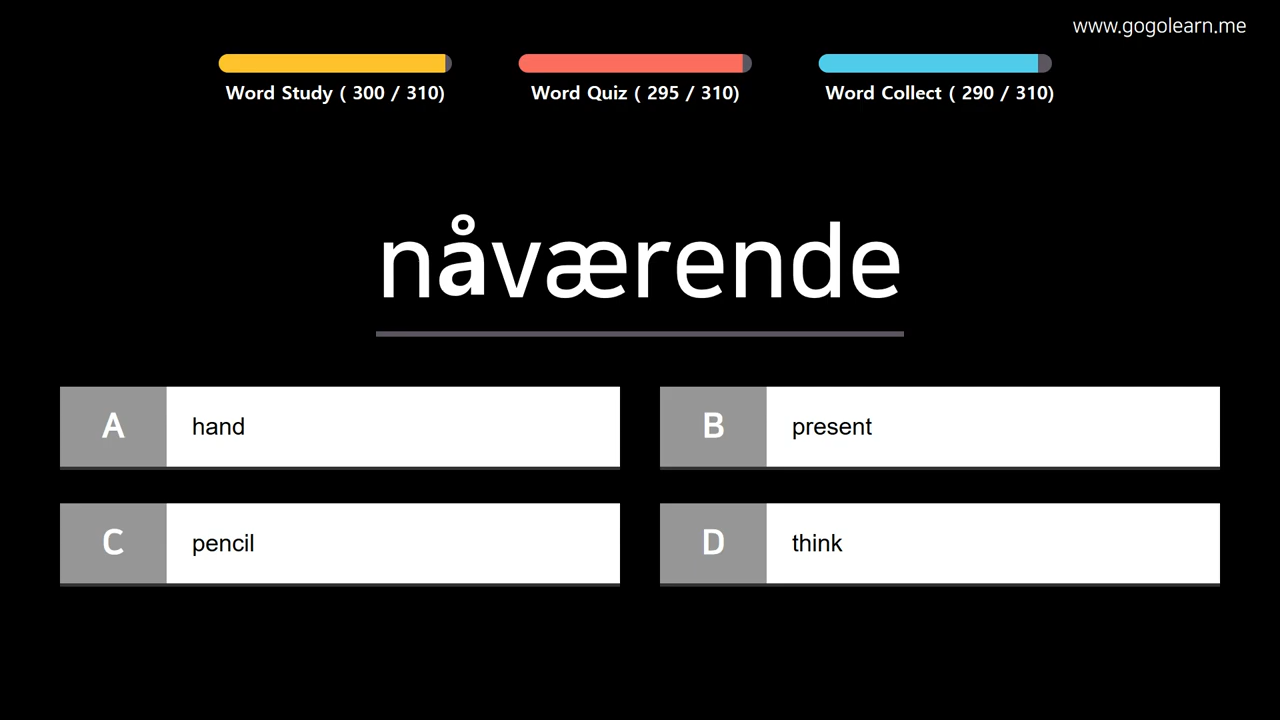 www.gogolearn.me
Word Study ( 300 / 310)
Word Quiz ( 295 / 310)
Word Collect ( 290 / 310)
nåværende
A hand
B present
C pencil
D think